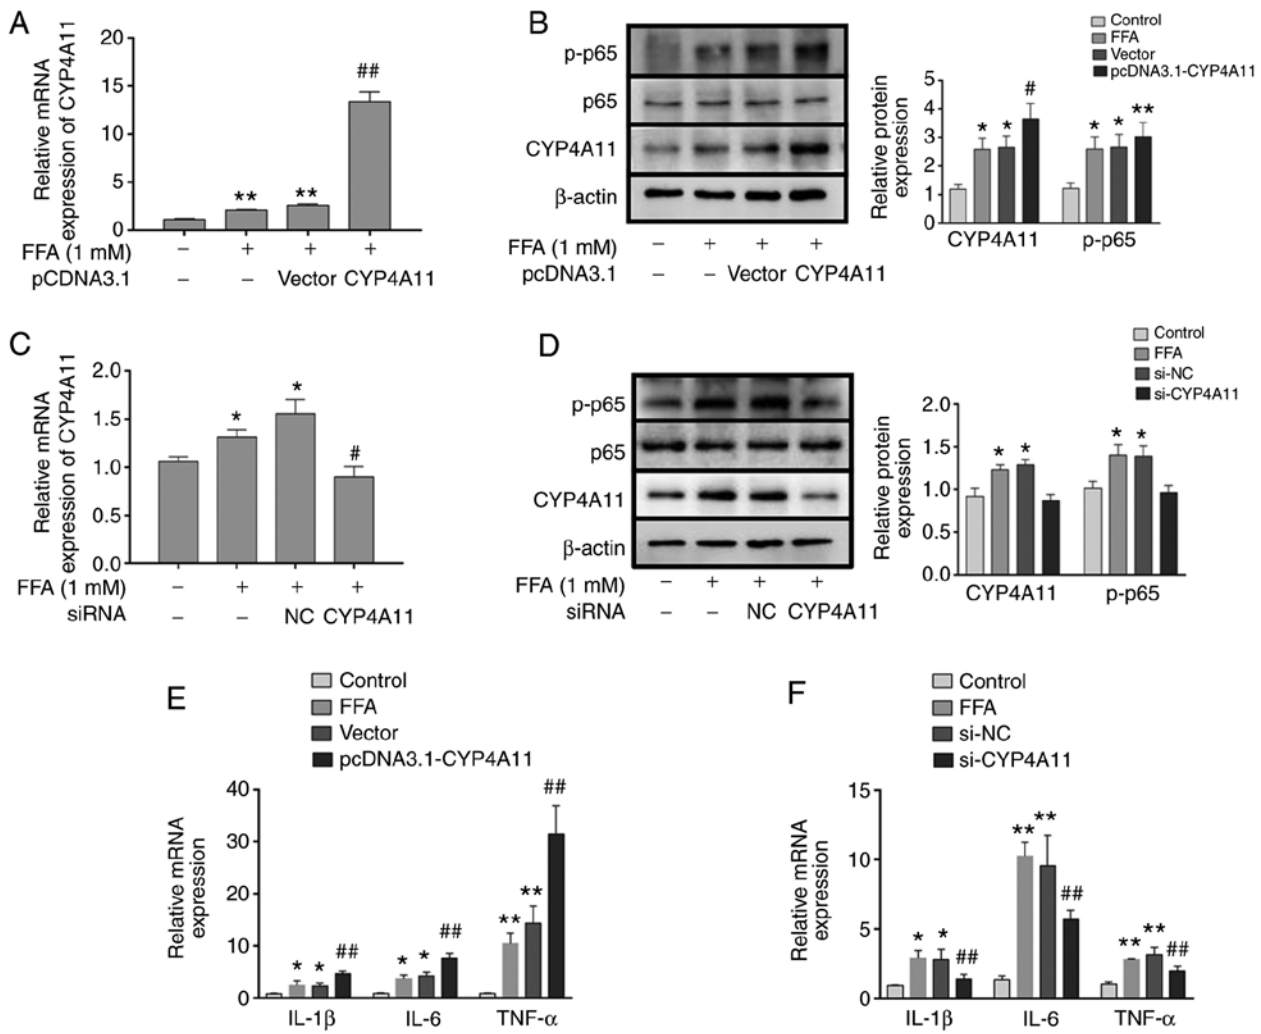 A
Relative mRNA
expression of CYP4A11
20
15
10
5
0
**
**
##
FFA (1 mM) – + + +
pCDNA3.1 – – Vector CYP4A11
B
p-p65
p65
CYP4A11
β-actin
FFA (1 mM) – + + +
pcDNA3.1 – – Vector CYP4A11
Control
FFA
Vector
pcDNA3.1-CYP4A11
Relative protein
expression
5
4
3
2
1
0
* * #
* * **
CYP4A11 p-p65
C
Relative mRNA
expression of CYP4A11
2.0
1.5
1.0
0.5
0.0
*
*
#
FFA (1 mM) – + + +
siRNA – – NC CYP4A11
D
p-p65
p65
CYP4A11
β-actin
FFA (1 mM) – + + +
siRNA – – NC CYP4A11
Control
FFA
si-NC
si-CYP4A11
Relative protein
expression
2.0
1.5
1.0
0.5
0.0
* *
* *
CYP4A11 p-p65
E
Control
FFA
Vector
pcDNA3.1-CYP4A11
Relative mRNA
expression
40
30
20
10
0
* * ##
* * ##
** ** ##
IL-1β IL-6 TNF-α
F
Control
FFA
si-NC
si-CYP4A11
Relative mRNA
expression
15
10
5
0
* * ##
** ** ##
** ** ##
IL-1β IL-6 TNF-α